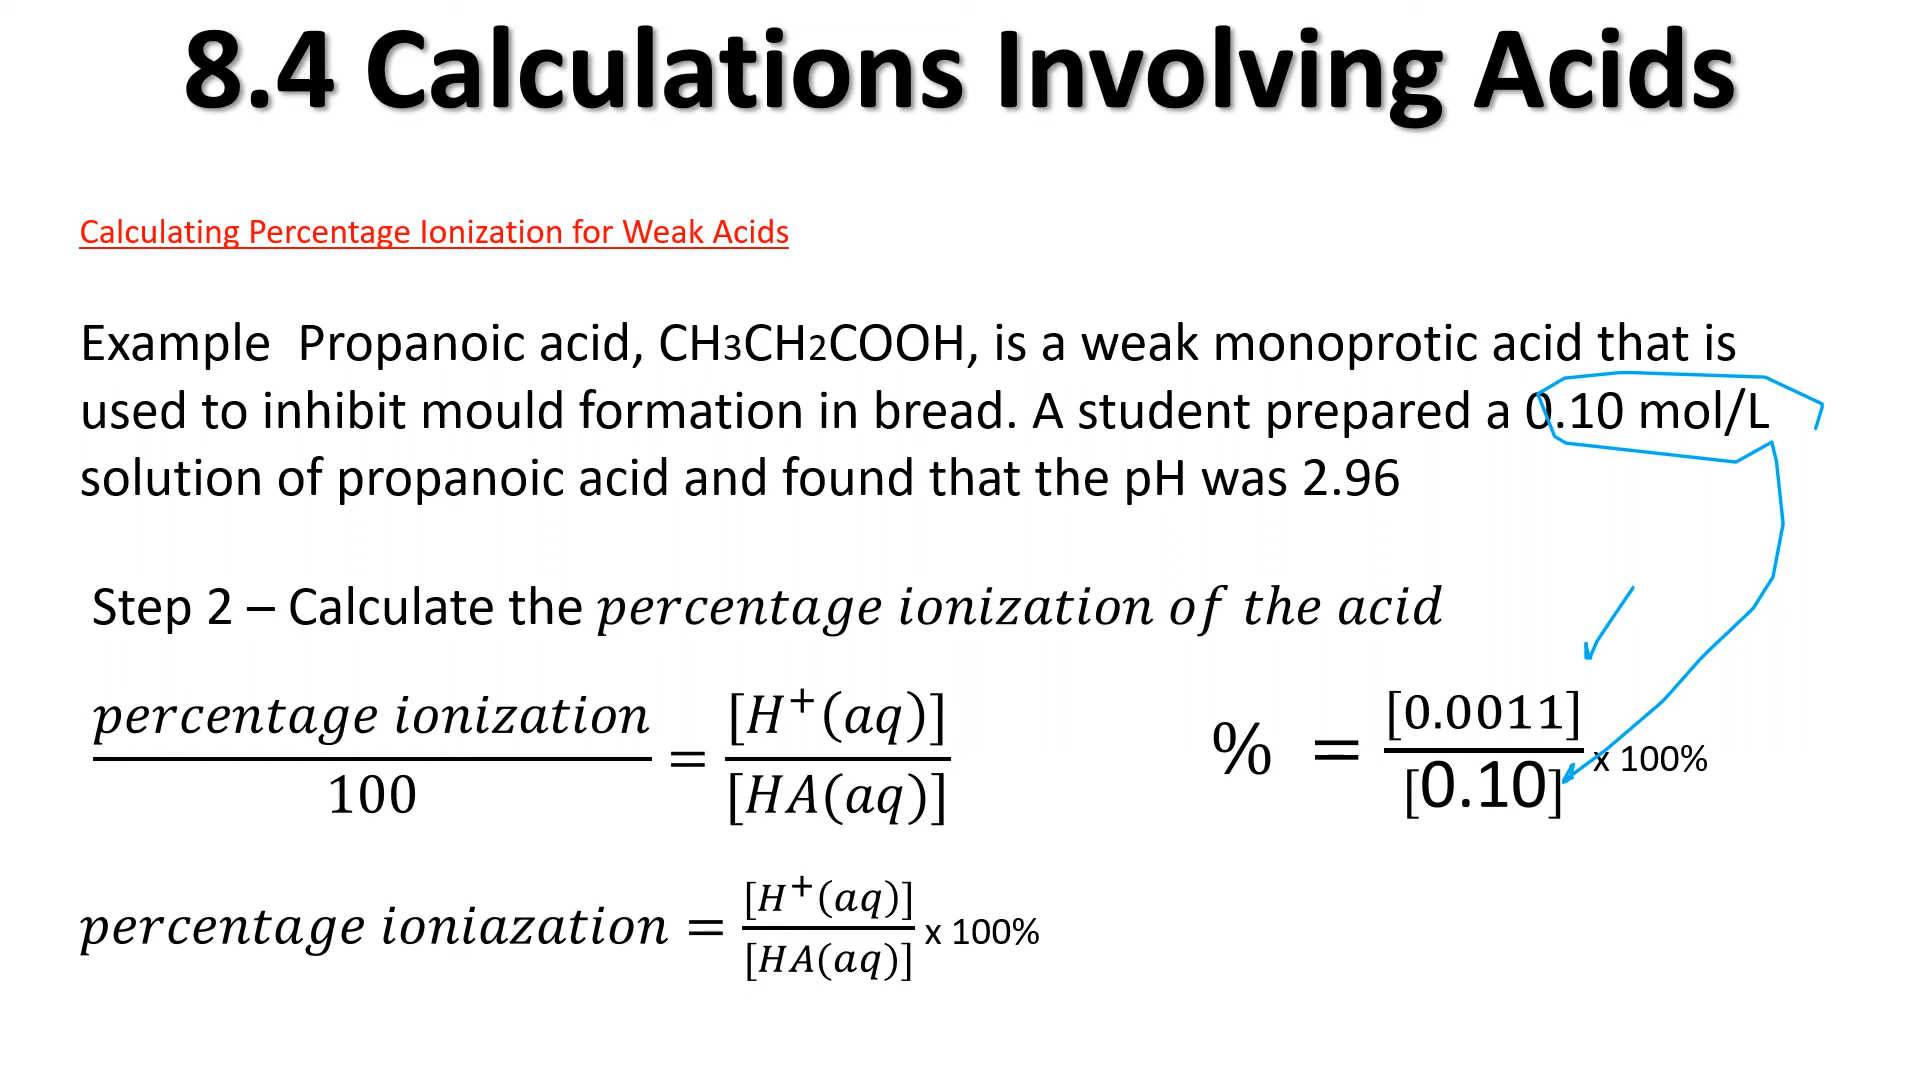 8.4 Calculations Involving Acids
Calculating Percentage Ionization for Weak Acids
Example  Propanoic acid, CH3CH2COOH, is a weak monoprotic acid that is
used to inhibit mould formation in bread. A student prepared a 0.10 mol/L
solution of propanoic acid and found that the pH was 2.96
Step 2 – Calculate the percentage ionization of the acid
percentage ionization / 100 = [H⁺(aq)] / [HA(aq)]
% = [0.0011] / [0.10] x 100%
percentage ioniazation = [H⁺(aq)] / [HA(aq)] x 100%